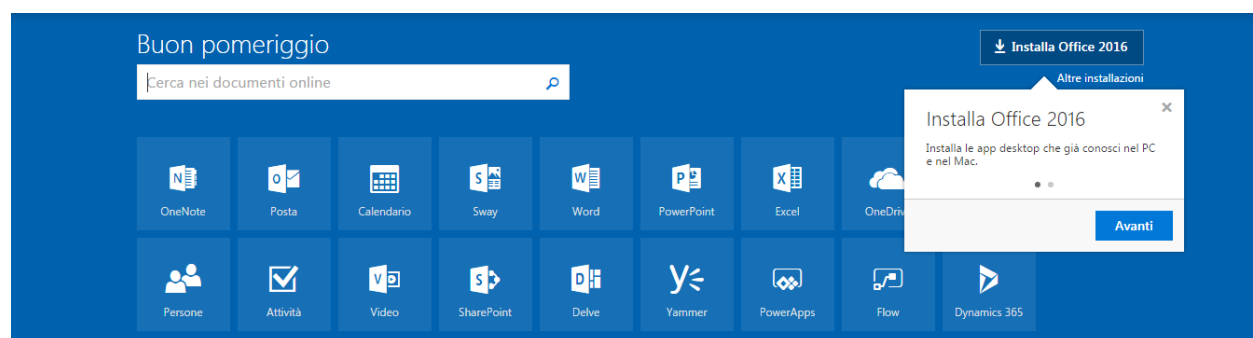 Buon pomeriggio
Installa Office 2016
Cerca nei documenti online
Altre installazioni
Installa Office 2016
Installa le app desktop che già conosci nel PC
e nel Mac.
Avanti
OneNote
Posta
Calendario
Sway
Word
PowerPoint
Excel
OneDriv
Persone
Attività
Video
SharePoint
Delve
Yammer
PowerApps
Flow
Dynamics 365